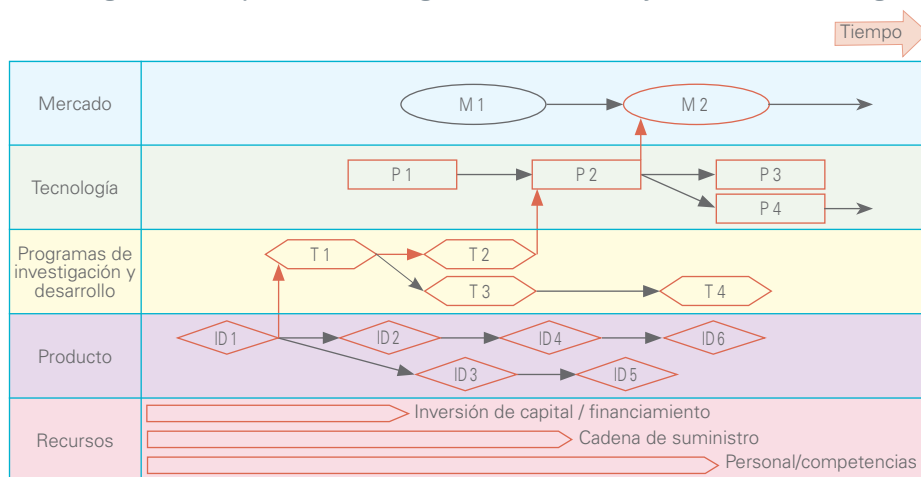 Tiempo
Mercado
M 1
M 2
Tecnología
P 1
P 2
P 3
P 4
Programas de
investigación y
desarrollo
T 1
T 2
T 3
T 4
Producto
ID 1
ID 2
ID 4
ID 6
ID 3
ID 5
Recursos
Inversión de capital / financiamiento
Cadena de suministro
Personal/competencias